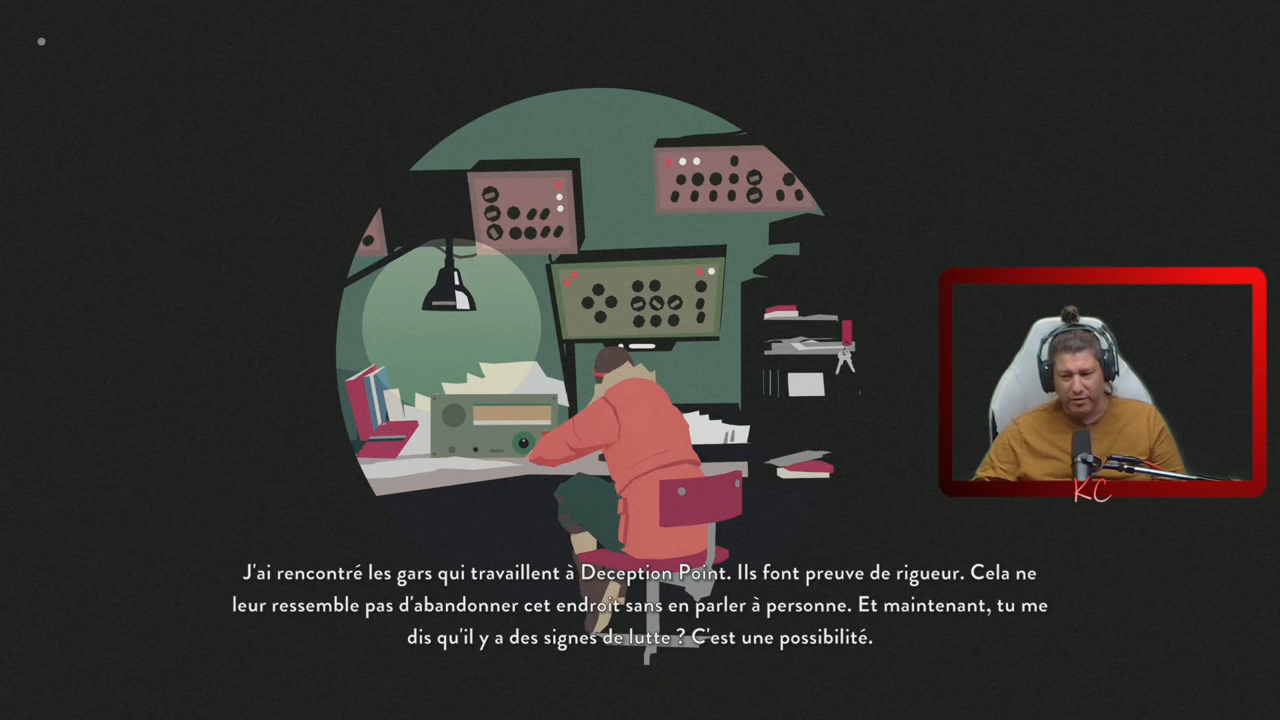 J'ai rencontré les gars qui travaillent à Deception Point. Ils font preuve de rigueur. Cela ne
leur ressemble pas d'abandonner cet endroit sans en parler à personne. Et maintenant, tu me
dis qu'il y a des signes de lutte ? C'est une possibilité.
KC